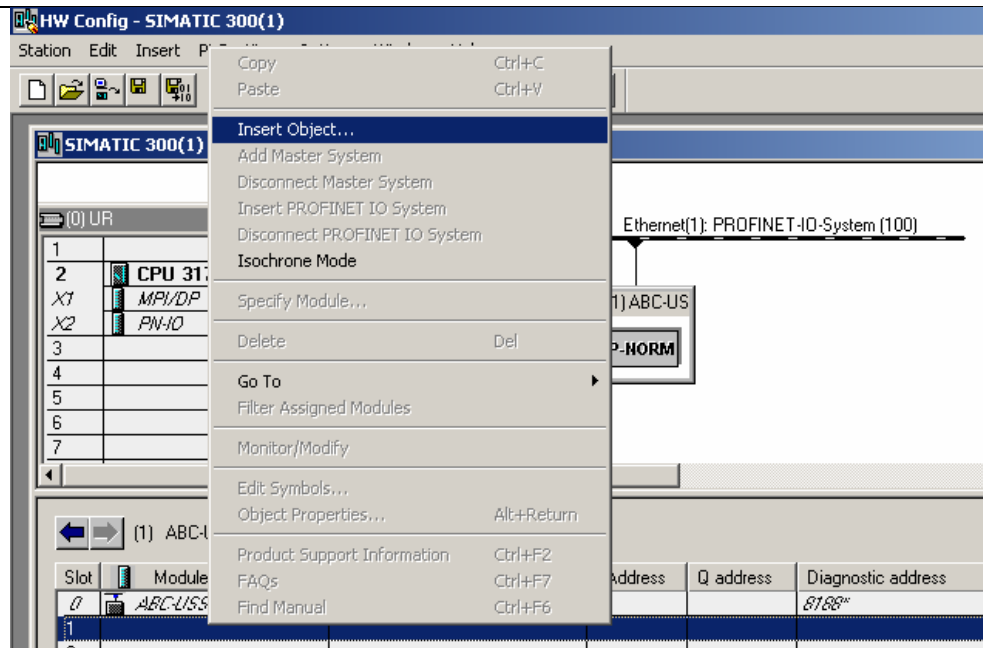 HW Config - SIMATIC 300(1)
Station Edit Insert
Copy Ctrl+C
Paste Ctrl+V
Insert Object...
Add Master System
Disconnect Master System
Insert PROFINET IO System
Disconnect PROFINET IO System
Isochrone Mode
Specify Module...
Delete Del
Go To
Filter Assigned Modules
Monitor/Modify
Edit Symbols...
Object Properties... Alt+Return
Product Support Information Ctrl+F2
FAQs Ctrl+F7
Find Manual Ctrl+F6
SIMATIC 300(1)
(0) UR
1
2 CPU 317
X1 MPI/DP
X2 PN-IO
3
4
5
6
7
Ethernet(1): PROFINET-IO-System (100)
1) ABC-US
P-NORM
(1) ABC-U
Slot Module Address Q address Diagnostic address
0 ABC-USS 8188*
1